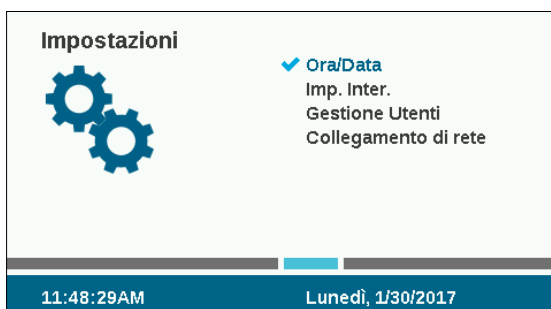 Impostazioni
Ora/Data
Imp. Inter.
Gestione Utenti
Collegamento di rete
11:48:29AM Lunedì, 1/30/2017